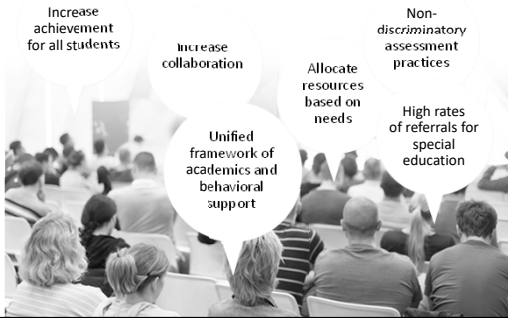 Increase
achievement
for all students
Increase
collaboration
Allocate
resources
based on
needs
Non-
discriminatory
assessment
practices
High rates
of referrals for
special
education
Unified
framework of
academics and
behavioral
support